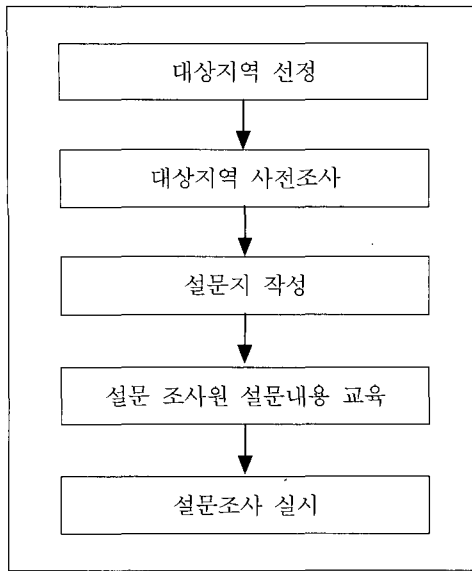 대상지역 선정
대상지역 사전조사
설문지 작성
설문 조사원 설문내용 교육
설문조사 실시